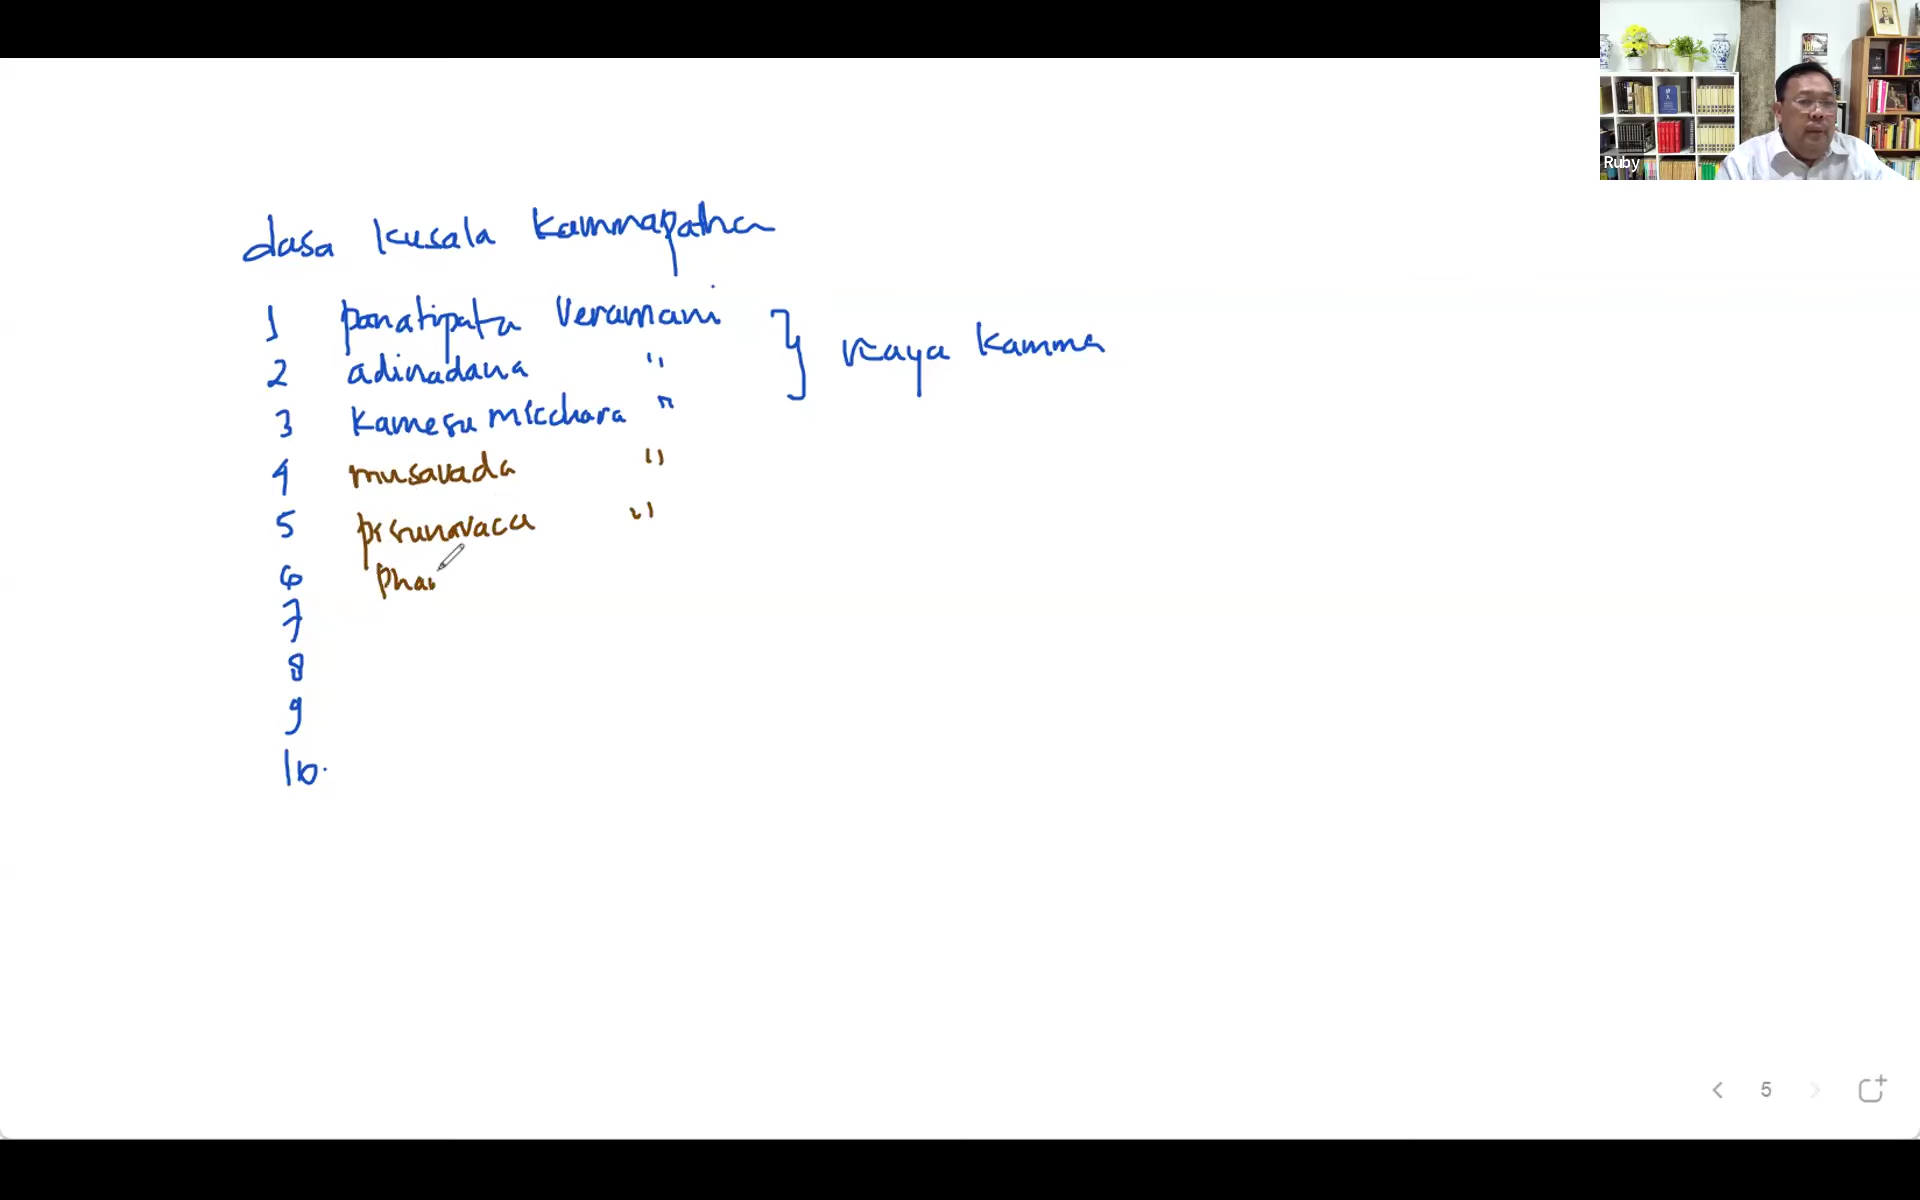 Ruby
dasa kusala kammapatha
1 panatipata veramani } kaya kamma
2 adinadana "
3 kamesu micchara "
4 musavada "
5 pisunavaca "
6 pha
7
8
9
10.
5